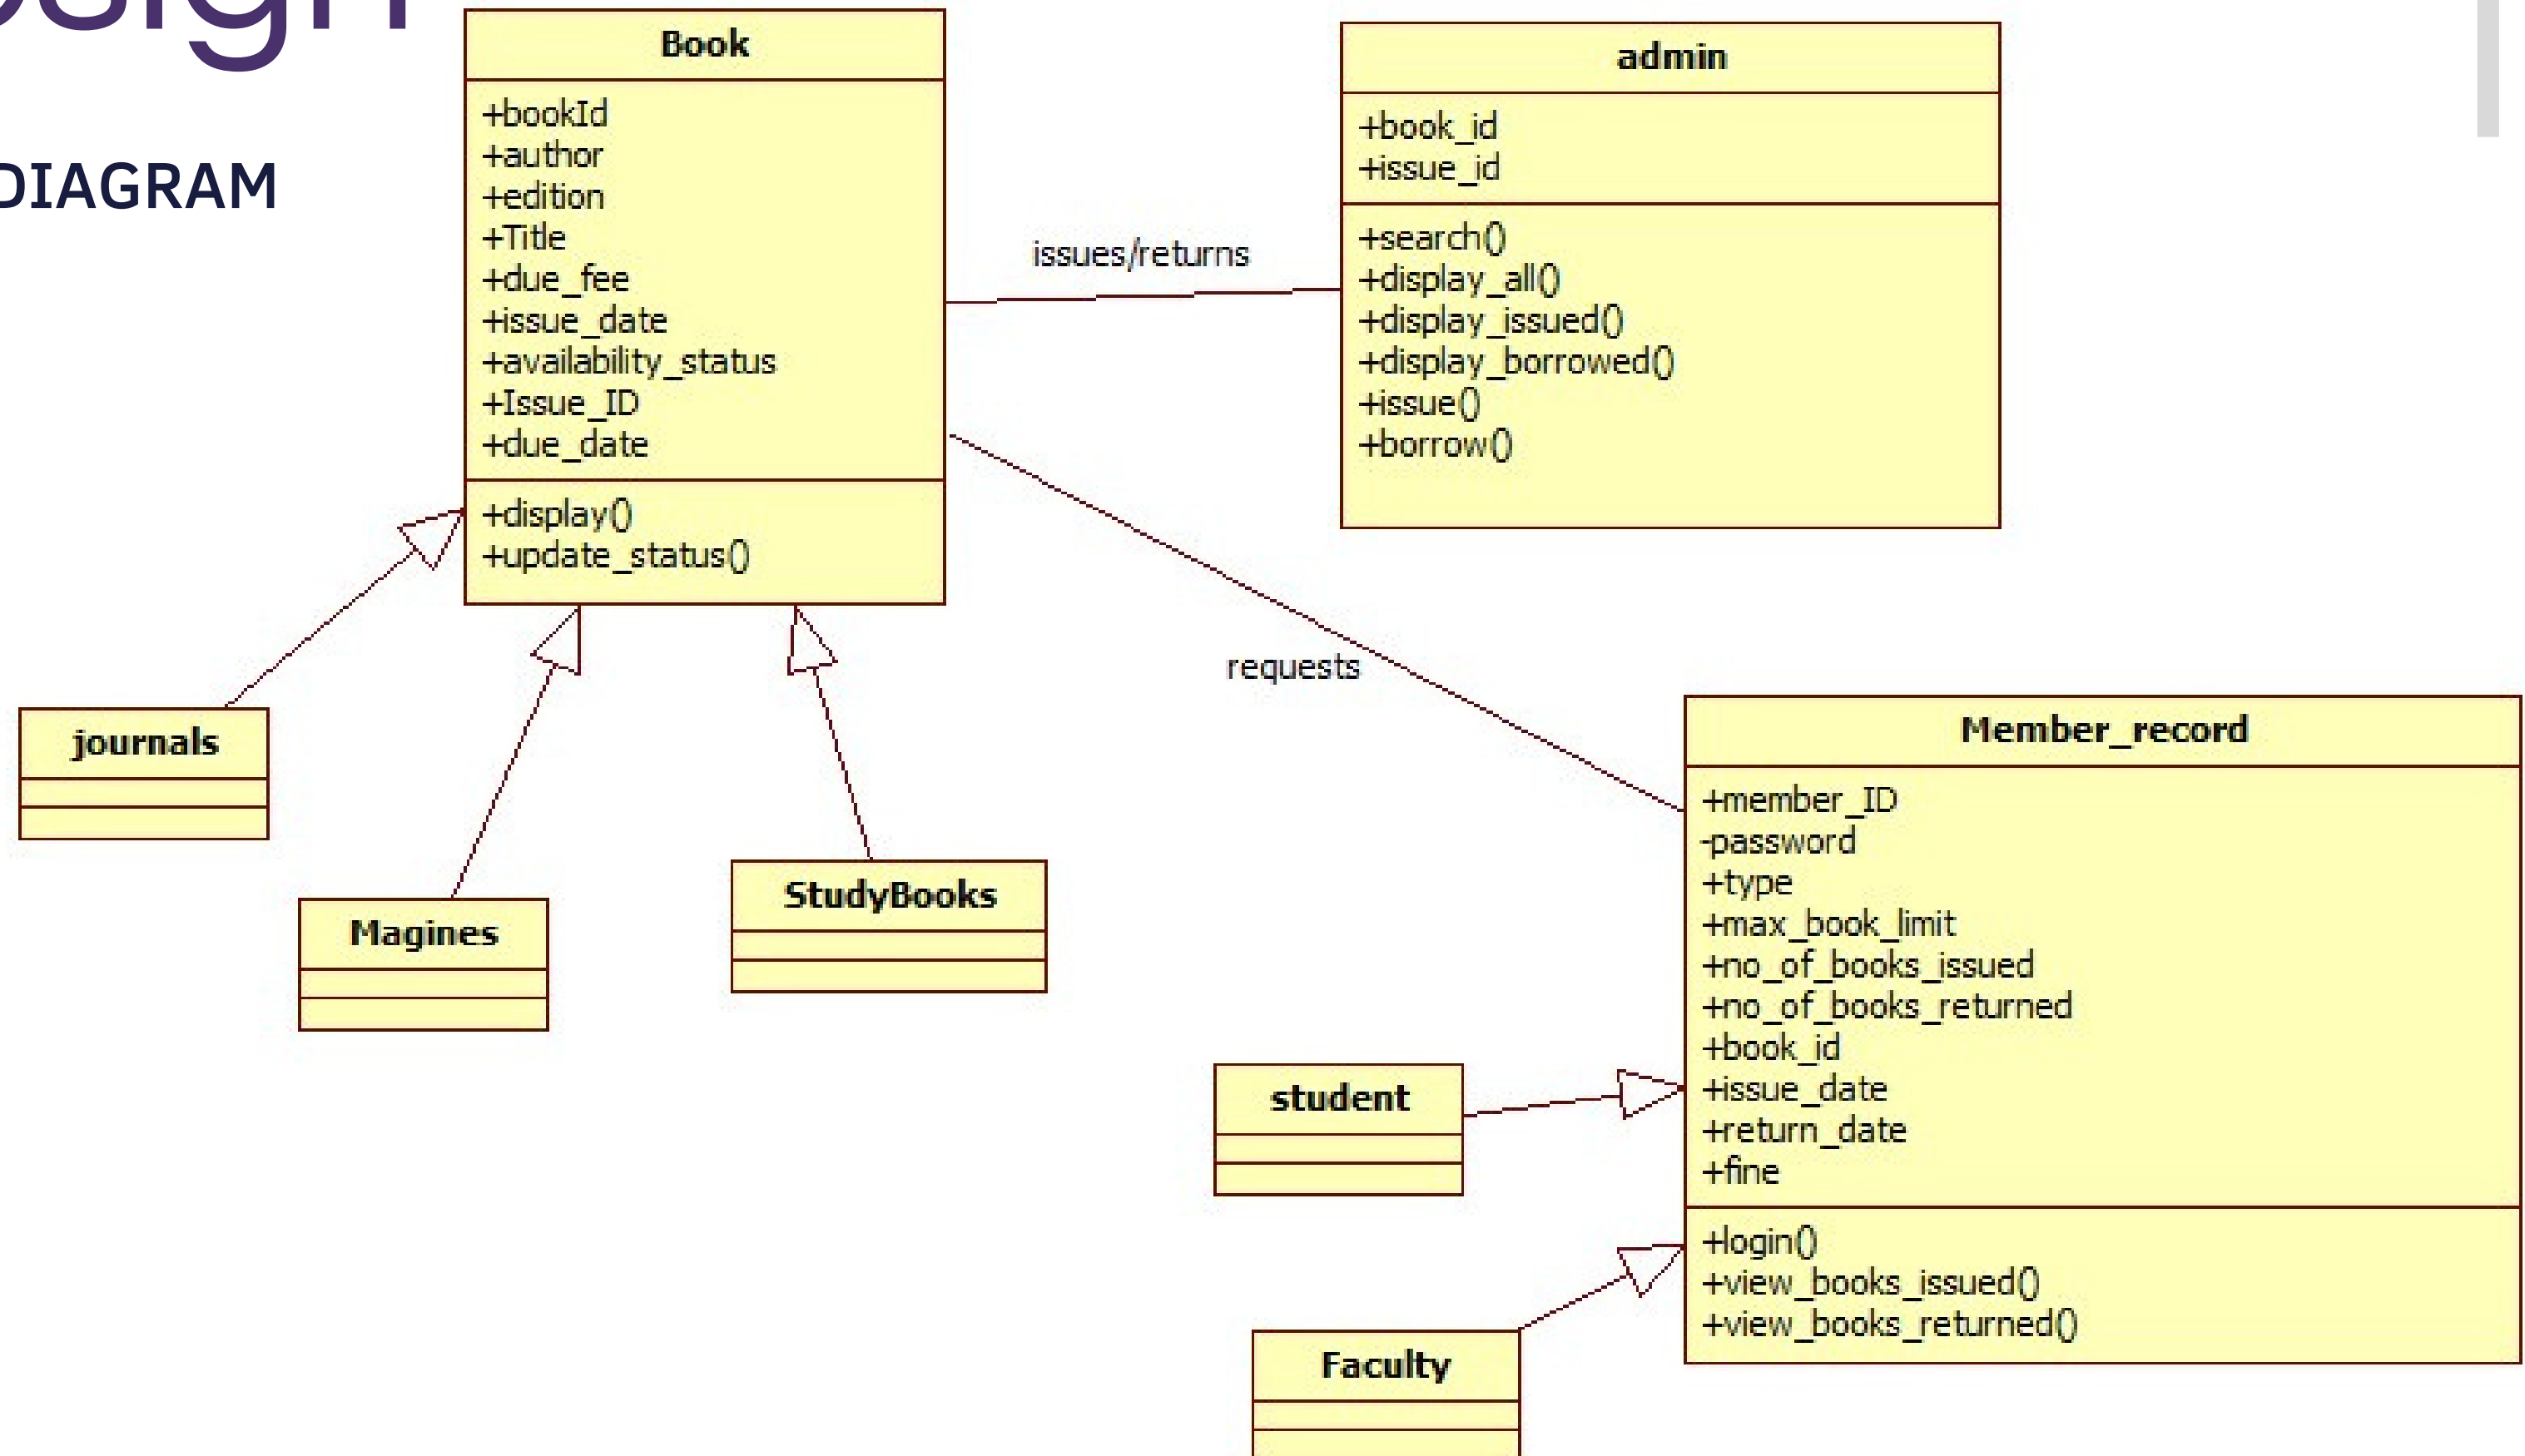 DIAGRAM
Book
+bookId
+author
+edition
+Title
+due_fee
+issue_date
+availability_status
+Issue_ID
+due_date
+display()
+update_status()
issues/returns
admin
+book_id
+issue_id
+search()
+display_all()
+display_issued()
+display_borrowed()
+issue()
+borrow()
requests
journals
Magines
StudyBooks
Member_record
+member_ID
-password
+type
+max_book_limit
+no_of_books_issued
+no_of_books_returned
+book_id
+issue_date
+return_date
+fine
+login()
+view_books_issued()
+view_books_returned()
student
Faculty